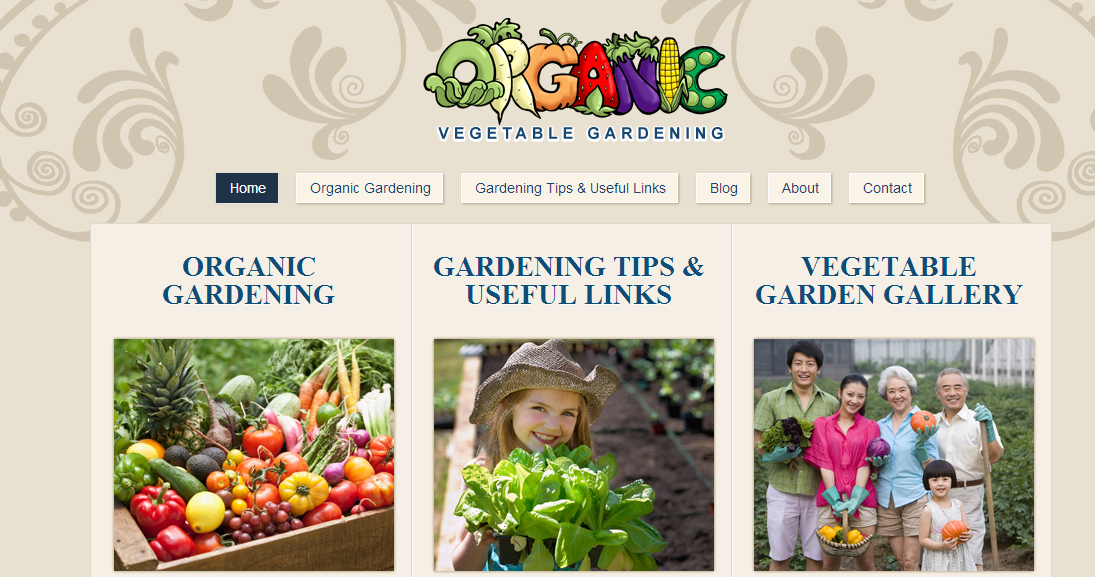 ORGANIC
VEGETABLE GARDENING
Home
Organic Gardening
Gardening Tips & Useful Links
Blog
About
Contact
ORGANIC
GARDENING
GARDENING TIPS &
USEFUL LINKS
VEGETABLE
GARDEN GALLERY